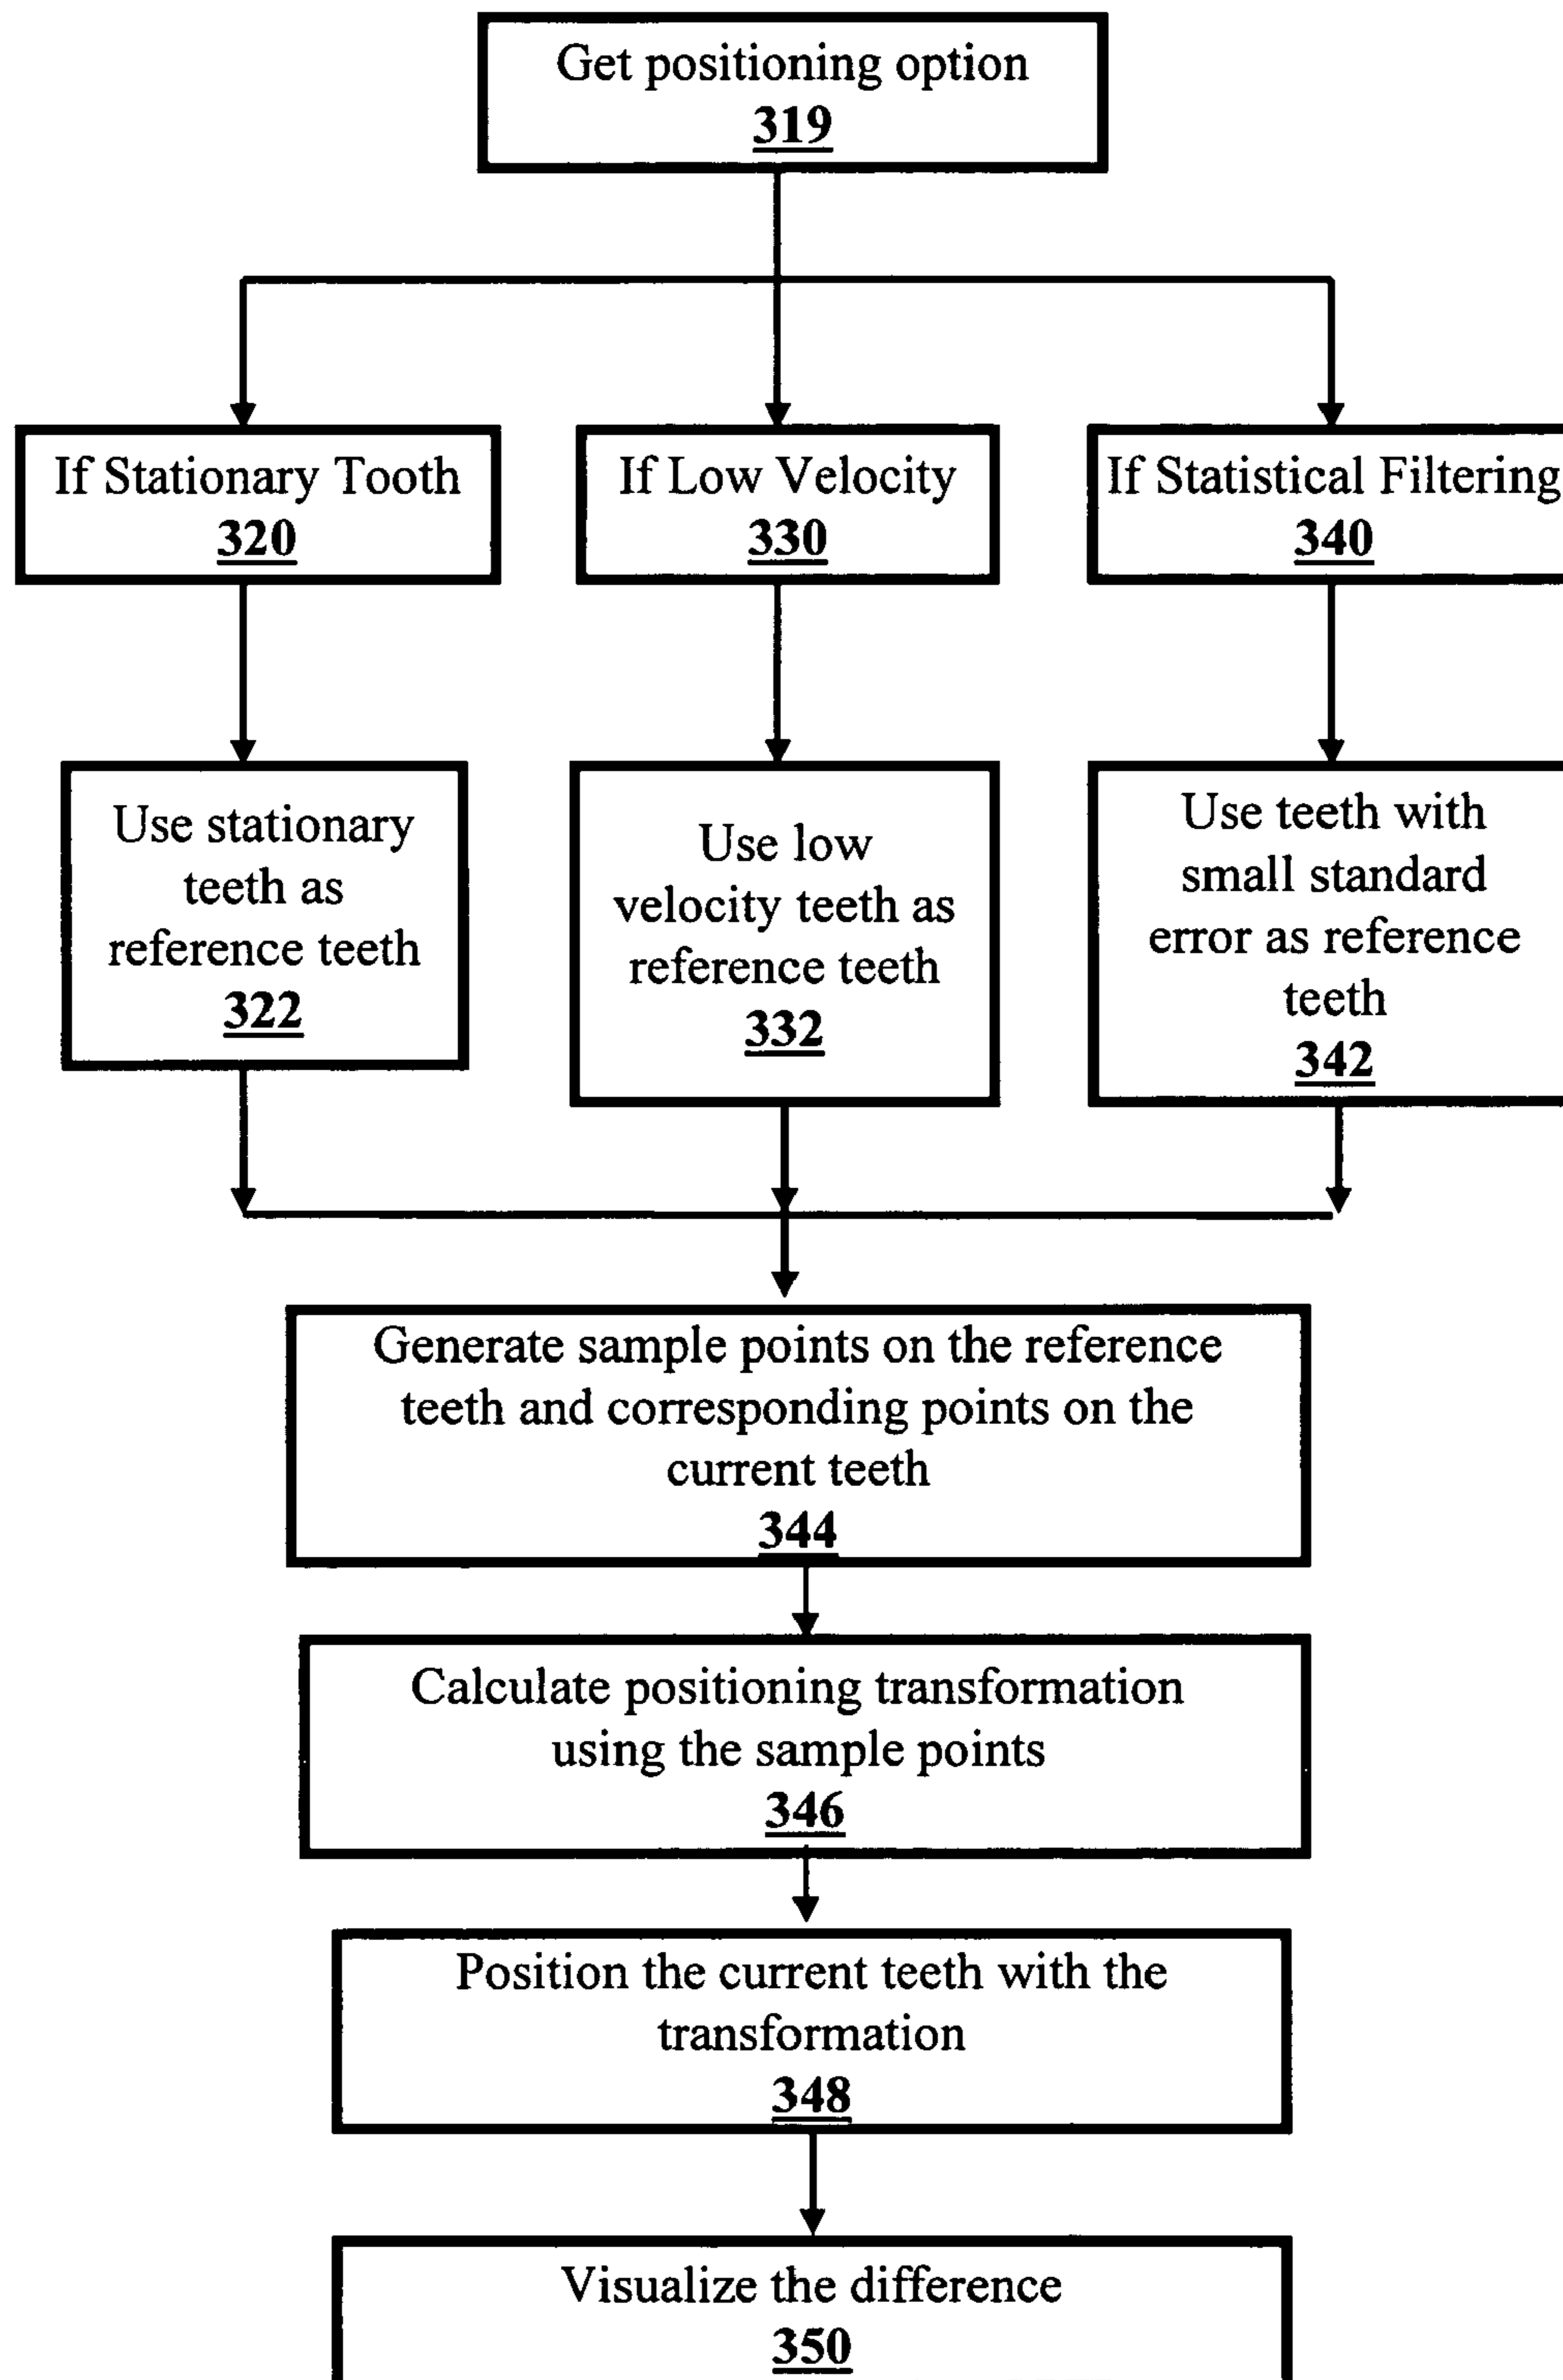 Get positioning option
319
If Stationary Tooth
320
If Low Velocity
330
If Statistical Filtering
340
Use stationary
teeth as
reference teeth
322
Use low
velocity teeth as
reference teeth
332
Use teeth with
small standard
error as reference
teeth
342
Generate sample points on the reference
teeth and corresponding points on the
current teeth
344
Calculate positioning transformation
using the sample points
346
Position the current teeth with the
transformation
348
Visualize the difference
350